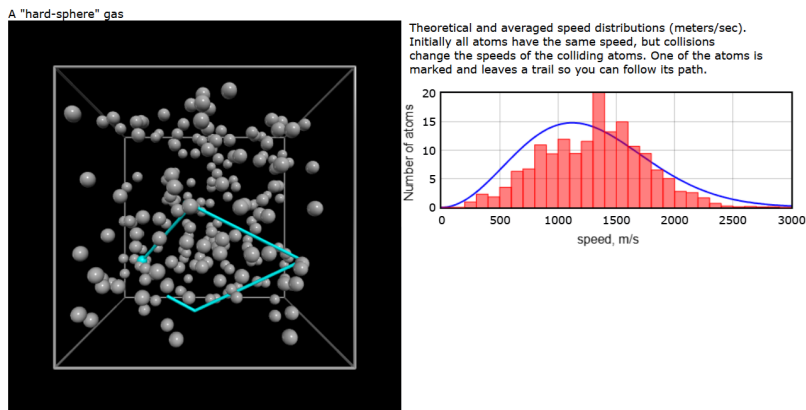 A "hard-sphere" gas
Theoretical and averaged speed distributions (meters/sec).
Initially all atoms have the same speed, but collisions
change the speeds of the colliding atoms. One of the atoms is
marked and leaves a trail so you can follow its path.
Number of atoms
20
15
10
5
0
0 500 1000 1500 2000 2500 3000
speed, m/s